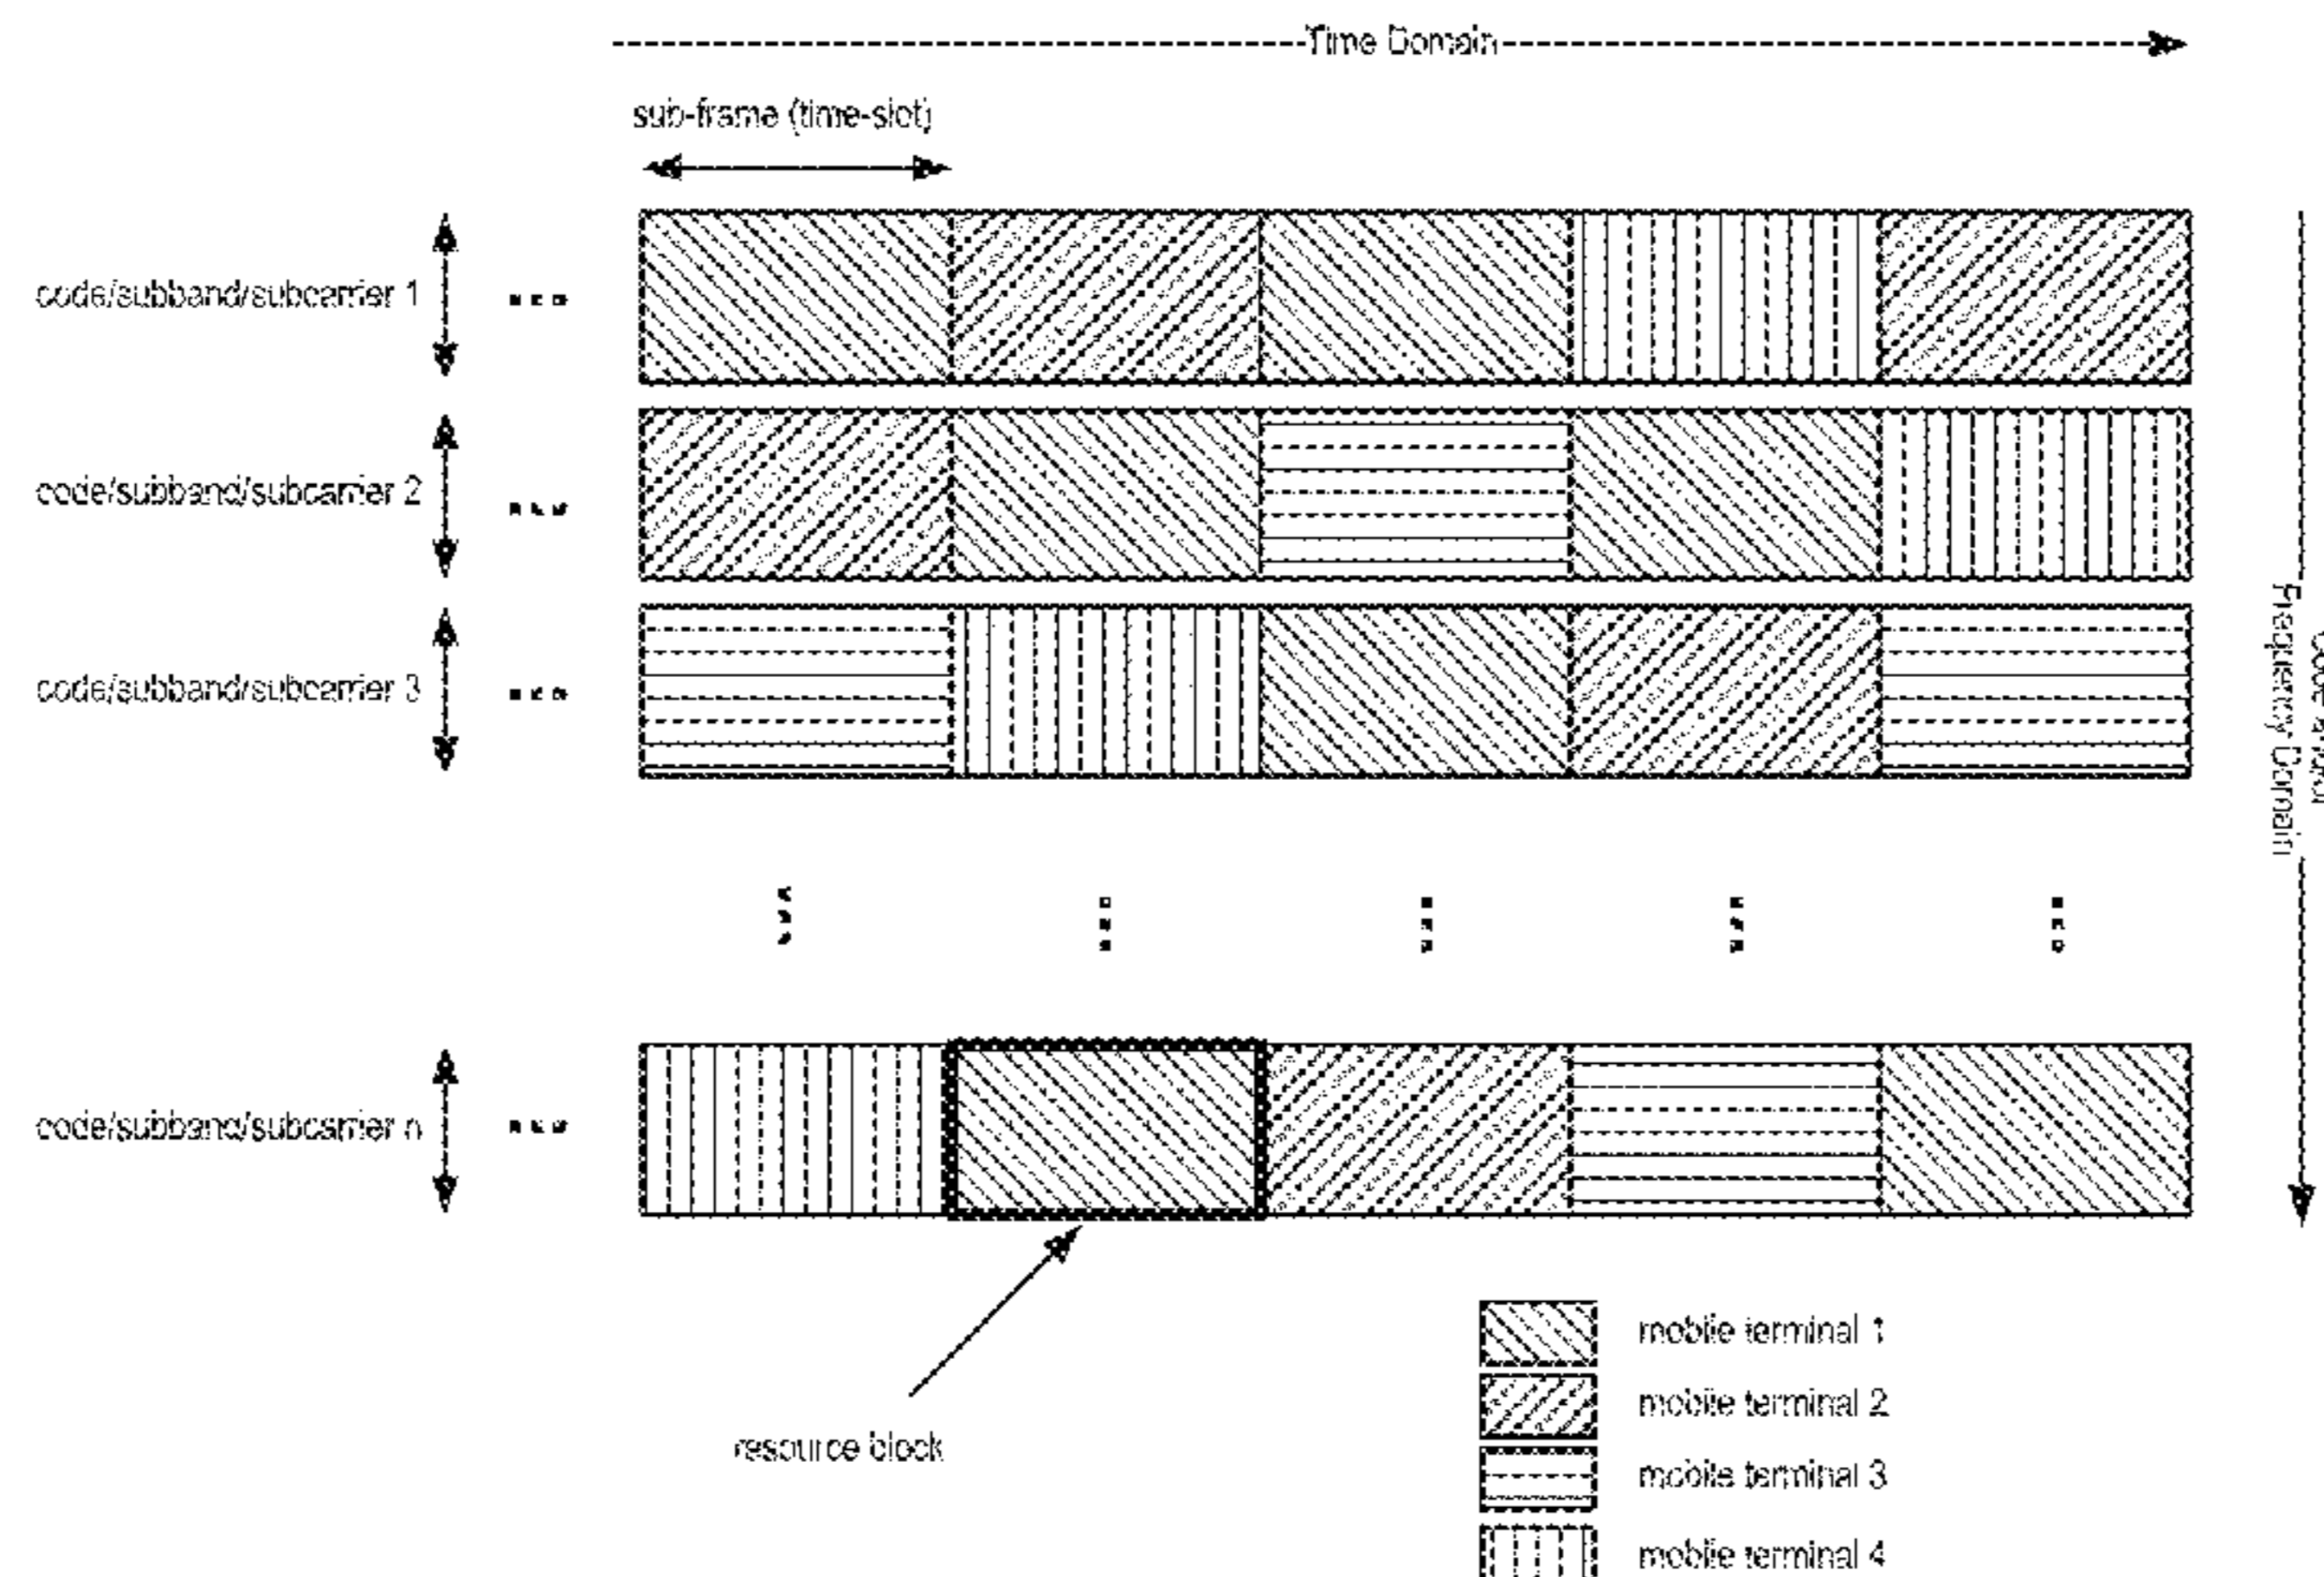 Time Domain
sub-frame (time-slot)
code/subband/subcarrier 1
code/subband/subcarrier 2
code/subband/subcarrier 3
Frequency Domain
code/subband/subcarrier n
resource block
mobile terminal 1
mobile terminal 2
mobile terminal 3
mobile terminal 4